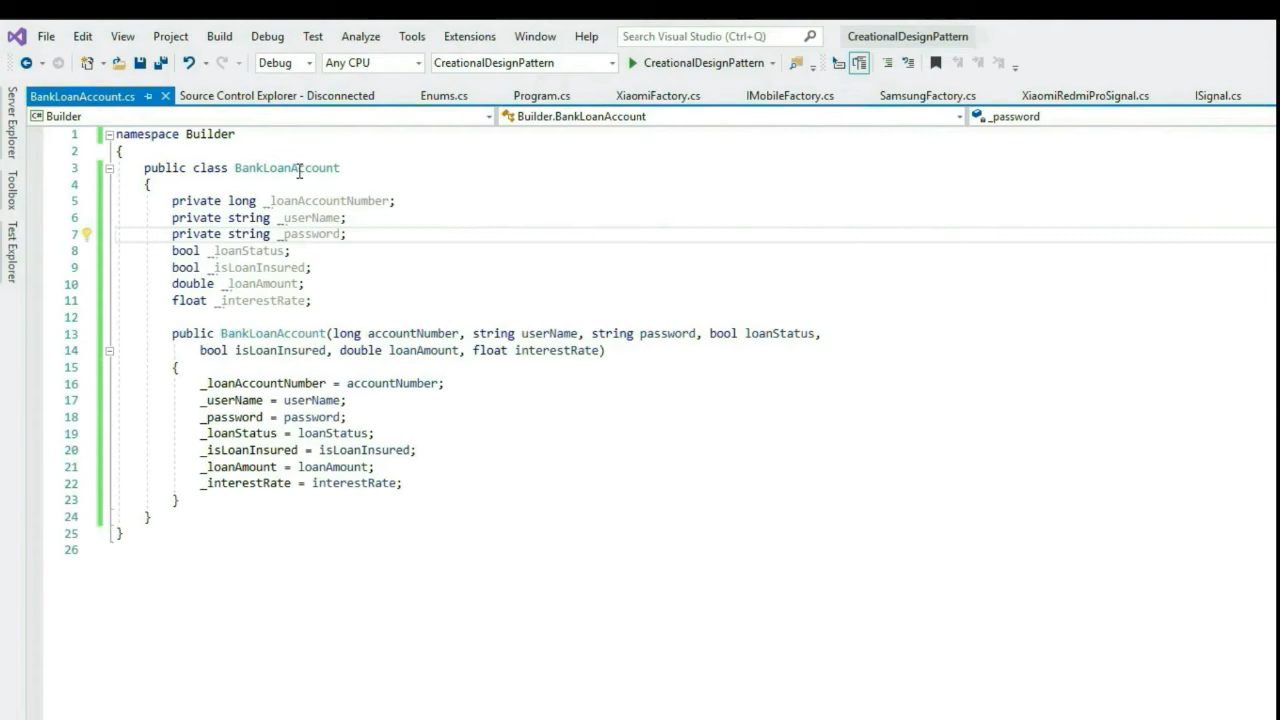 File Edit View Project Build Debug Test Analyze Tools Extensions Window Help Search Visual Studio (Ctrl+Q) CreationalDesignPattern
Debug Any CPU CreationalDesignPattern CreationalDesignPattern
BankLoanAccount.cs Source Control Explorer - Disconnected Enums.cs Program.cs XiaomiFactory.cs IMobileFactory.cs SamsungFactory.cs XiaomiRedmiProSignal.cs ISignal.cs
Builder Builder.BankLoanAccount _password
Server Explorer
Toolbox
Test Explorer
1 namespace Builder
2 {
3 public class BankLoanAccount
4 {
5 private long _loanAccountNumber;
6 private string _userName;
7 private string _password;
8 bool _loanStatus;
9 bool _isLoanInsured;
10 double _loanAmount;
11 float _interestRate;
12
13 public BankLoanAccount(long accountNumber, string userName, string password, bool loanStatus,
14 bool isLoanInsured, double loanAmount, float interestRate)
15 {
16 _loanAccountNumber = accountNumber;
17 _userName = userName;
18 _password = password;
19 _loanStatus = loanStatus;
20 _isLoanInsured = isLoanInsured;
21 _loanAmount = loanAmount;
22 _interestRate = interestRate;
23 }
24 }
25 }
26